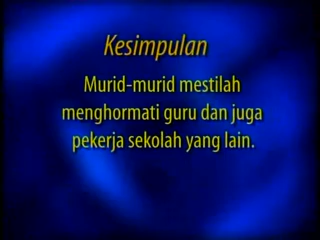 Kesimpulan
Murid-murid mestilah
menghormati guru dan juga
pekerja sekolah yang lain.